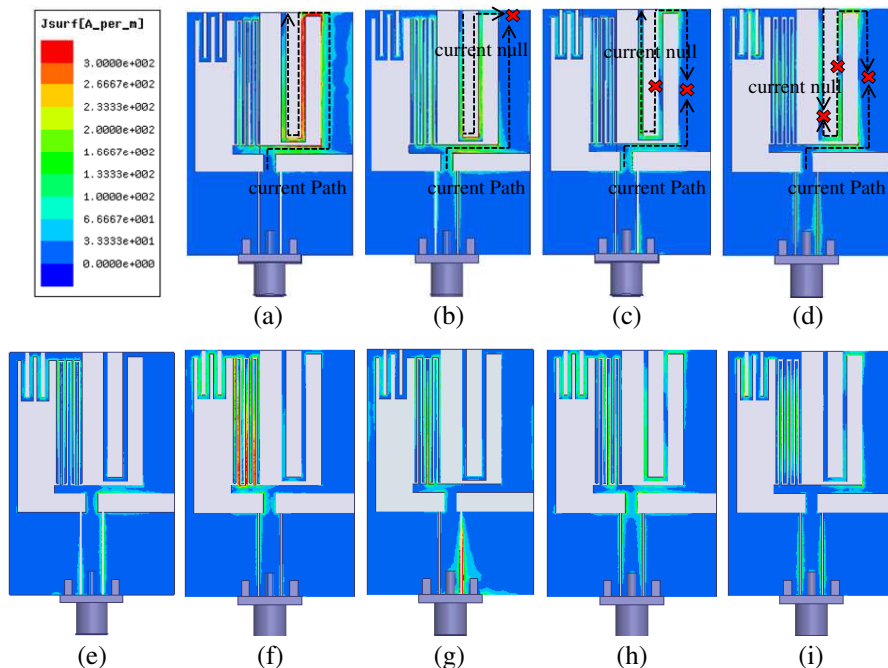 Jsurf[A_per_m]
3.0000e+002
2.6667e+002
2.3333e+002
2.0000e+002
1.6667e+002
1.3333e+002
1.0000e+002
6.6667e+001
3.3333e+001
0.0000e+000
current null
current null
current null
current Path
current Path
current Path
current Path
(a)
(b)
(c)
(d)
(e)
(f)
(g)
(h)
(i)